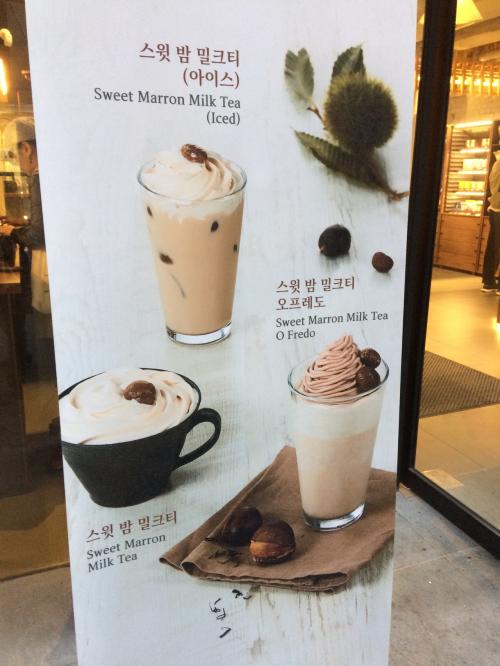 스윗 밤 밀크티
(아이스)
Sweet Marron Milk Tea
(Iced)
스윗 밤 밀크티
오프레도
Sweet Marron Milk Tea
O Fredo
스윗 밤 밀크티
Sweet Marron
Milk Tea